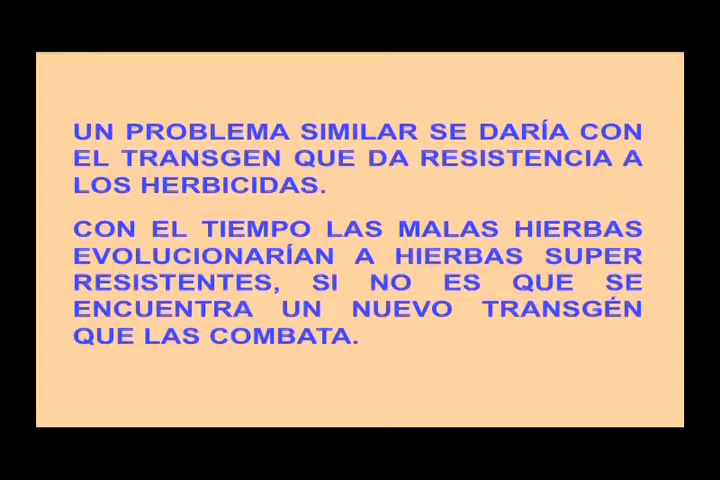 UN PROBLEMA SIMILAR SE DARÍA CON
EL TRANSGEN QUE DA RESISTENCIA A
LOS HERBICIDAS.
CON EL TIEMPO LAS MALAS HIERBAS
EVOLUCIONARÍAN A HIERBAS SUPER
RESISTENTES, SI NO ES QUE SE
ENCUENTRA UN NUEVO TRANSGÉN
QUE LAS COMBATA.